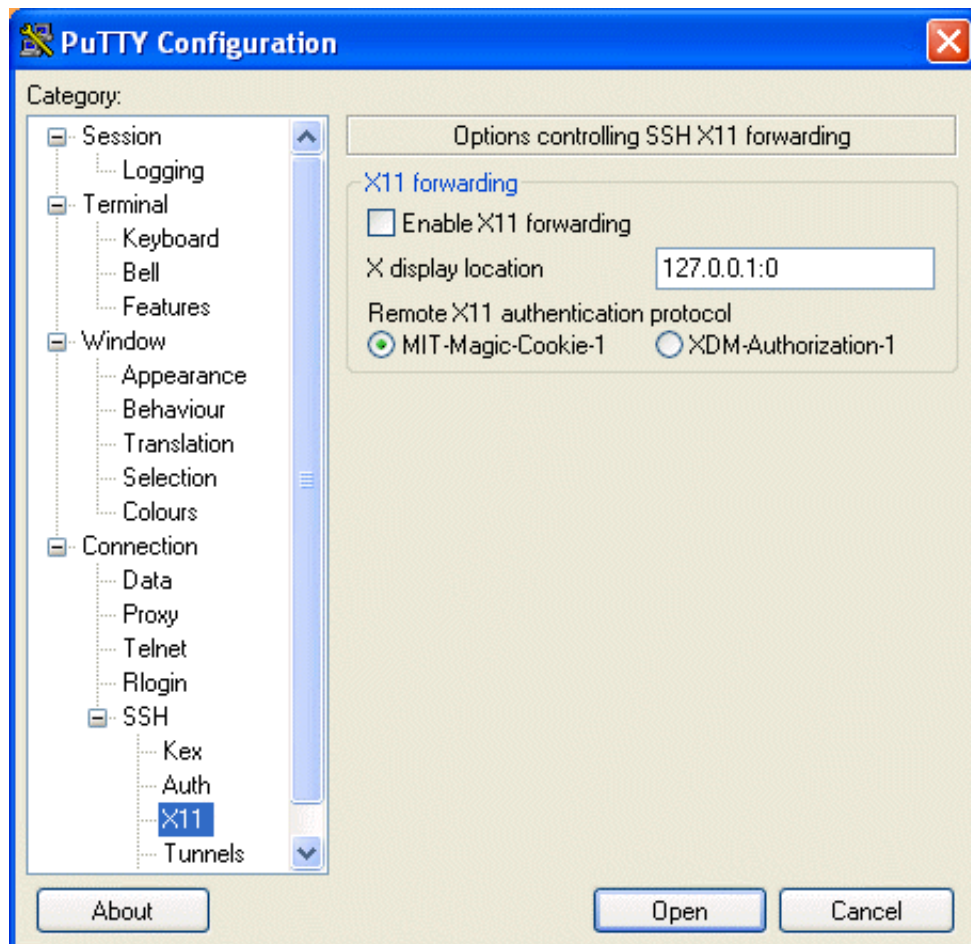 PuTTY Configuration
Category:
Session
Logging
Terminal
Keyboard
Bell
Features
Window
Appearance
Behaviour
Translation
Selection
Colours
Connection
Data
Proxy
Telnet
Rlogin
SSH
Kex
Auth
X11
Tunnels
Options controlling SSH X11 forwarding
X11 forwarding
Enable X11 forwarding
X display location 127.0.0.1:0
Remote X11 authentication protocol
MIT-Magic-Cookie-1 XDM-Authorization-1
About Open Cancel